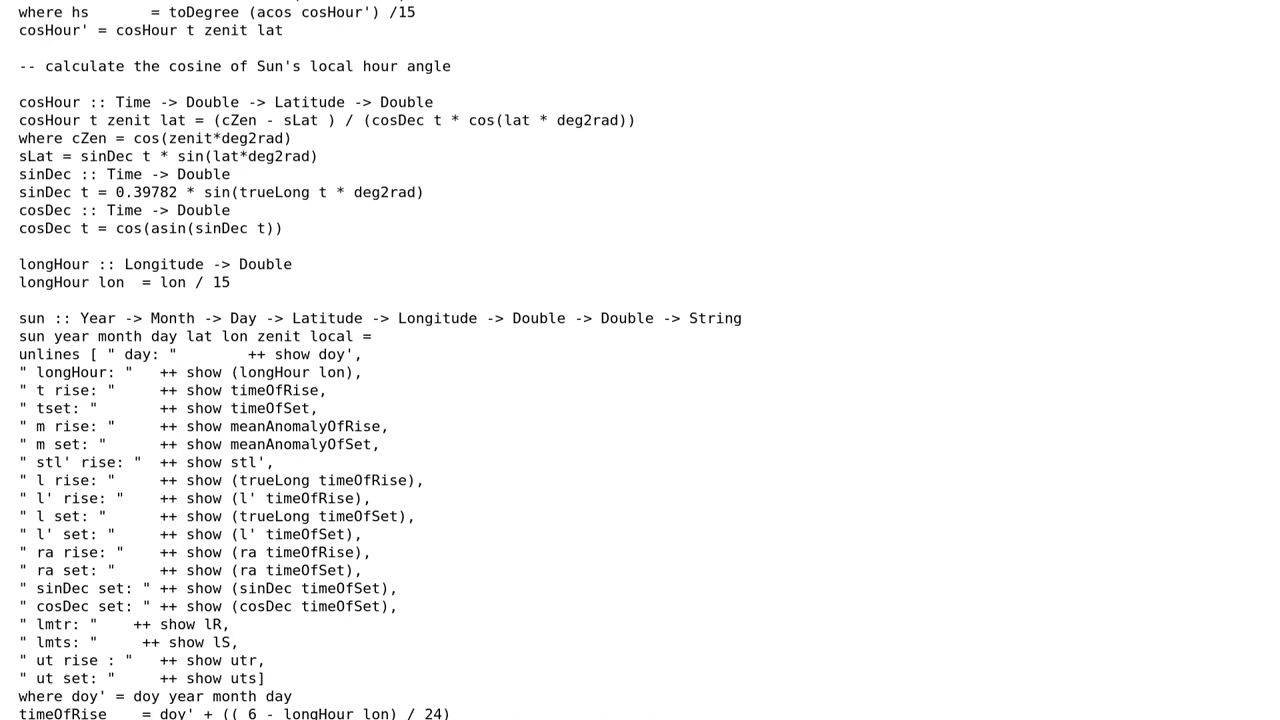 where hs       = toDegree (acos cosHour') /15
cosHour' = cosHour t zenit lat

-- calculate the cosine of Sun's local hour angle

cosHour :: Time -> Double -> Latitude -> Double
cosHour t zenit lat = (cZen - sLat ) / (cosDec t * cos(lat * deg2rad))
where cZen = cos(zenit*deg2rad)
sLat = sinDec t * sin(lat*deg2rad)
sinDec :: Time -> Double
sinDec t = 0.39782 * sin(trueLong t * deg2rad)
cosDec :: Time -> Double
cosDec t = cos(asin(sinDec t))

longHour :: Longitude -> Double
longHour lon  = lon / 15

sun :: Year -> Month -> Day -> Latitude -> Longitude -> Double -> Double -> String
sun year month day lat lon zenit local =
unlines [ " day: "        ++ show doy',
" longHour: "   ++ show (longHour lon),
" t rise: "     ++ show timeOfRise,
" tset: "       ++ show timeOfSet,
" m rise: "     ++ show meanAnomalyOfRise,
" m set: "      ++ show meanAnomalyOfSet,
" stl' rise: "  ++ show stl',
" l rise: "     ++ show (trueLong timeOfRise),
" l' rise: "    ++ show (l' timeOfRise),
" l set: "      ++ show (trueLong timeOfSet),
" l' set: "     ++ show (l' timeOfSet),
" ra rise: "    ++ show (ra timeOfRise),
" ra set: "     ++ show (ra timeOfSet),
" sinDec set: " ++ show (sinDec timeOfSet),
" cosDec set: " ++ show (cosDec timeOfSet),
" lmtr: "    ++ show lR,
" lmts: "     ++ show lS,
" ut rise : "   ++ show utr,
" ut set: "     ++ show uts]
where doy' = doy year month day
timeOfRise    = doy' + (( 6 - longHour lon) / 24)